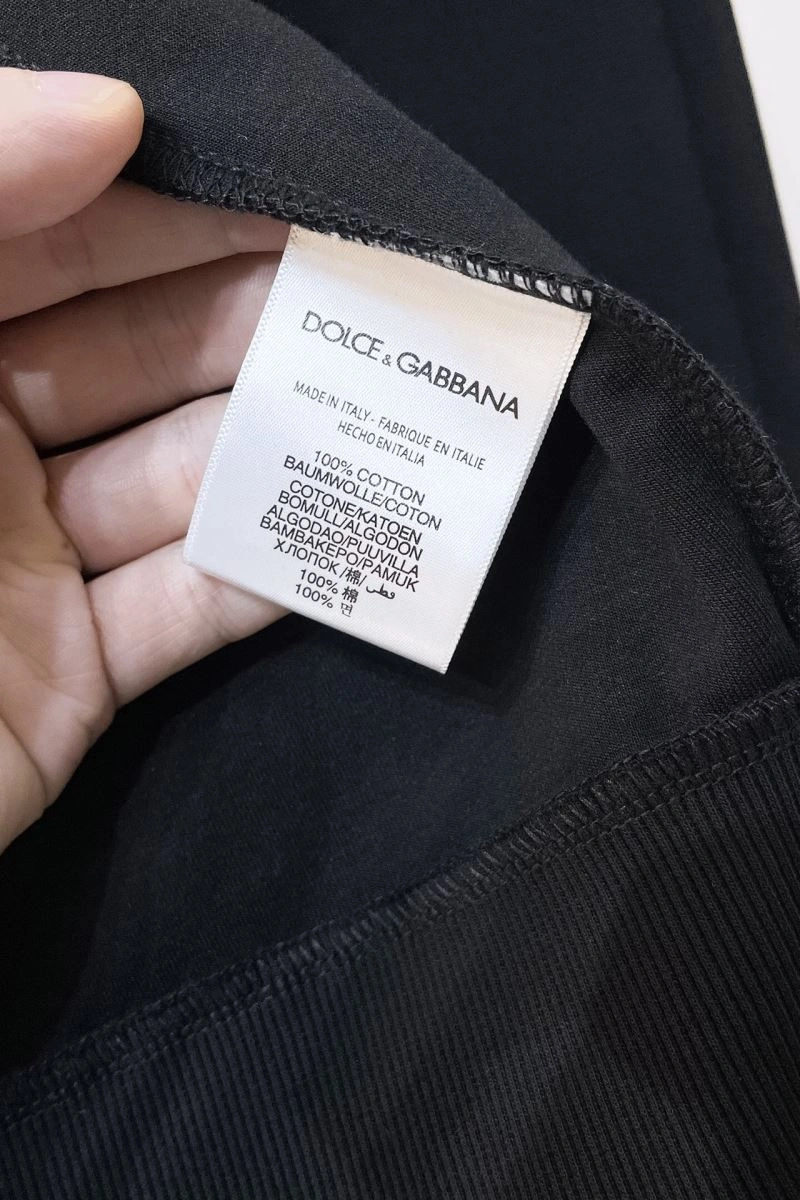 DOLCE & GABBANA
MADE IN ITALY - FABRIQUE EN ITALIE
HECHO EN ITALIA
100% COTTON
BAUMWOLLE/COTON
COTONE/KATOEN
BOMULL/ALGODON
ALGODAO/PUUVILLA
BAMBAKEPO/PAMUK
ХЛОПОК/棉/قطن
100% 棉
100% 면